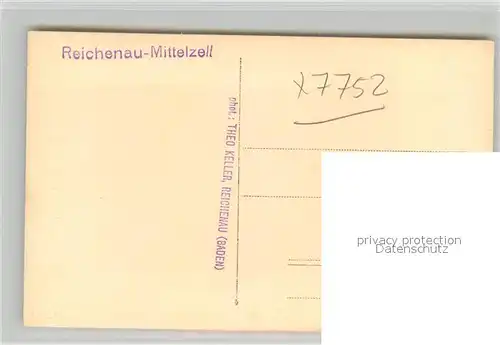 Reichenau-Mittelzell
x7752
phot.: THEO KELLER, REICHENAU (BADEN)
privacy protection
Datenschutz